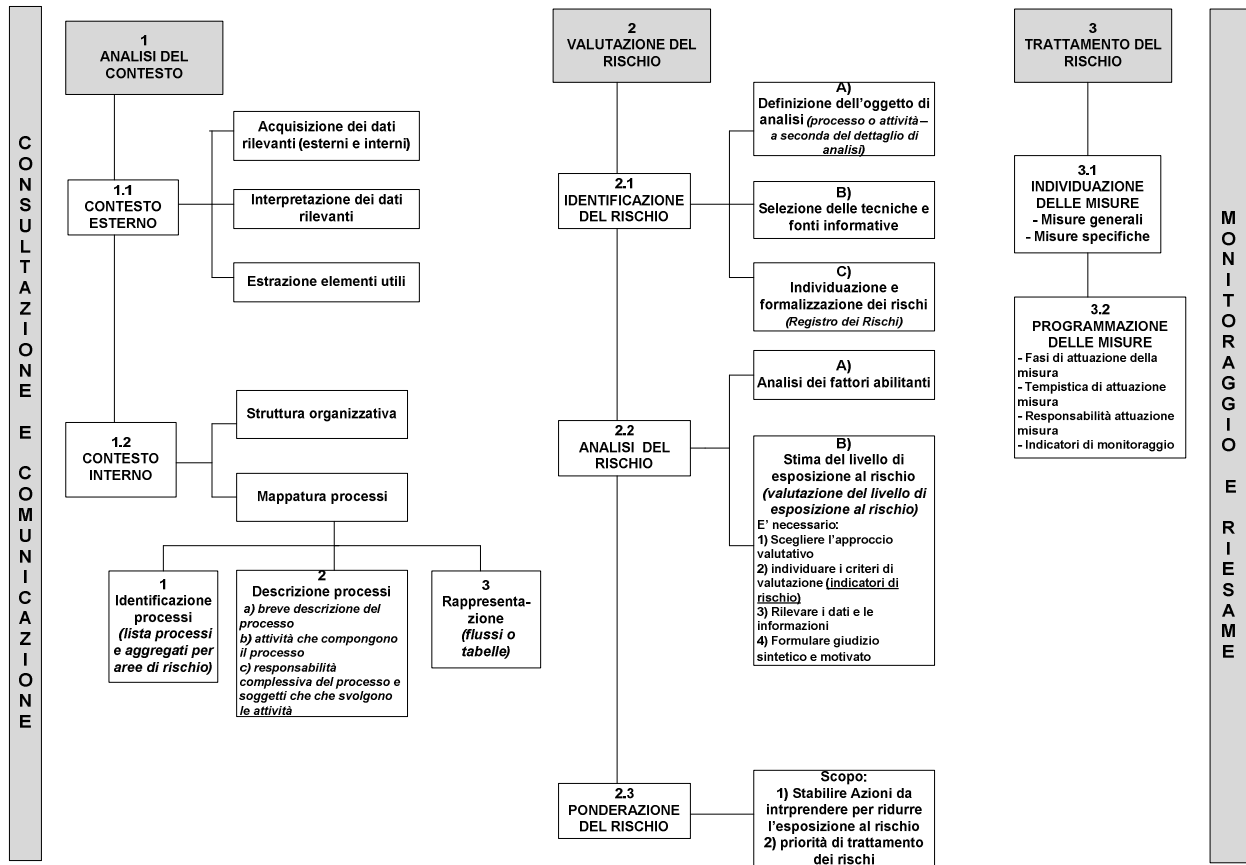 CONSULTAZIONE E COMUNICAZIONE
1
ANALISI DEL
CONTESTO
1.1
CONTESTO
ESTERNO
Acquisizione dei dati
rilevanti (esterni e interni)
Interpretazione dei dati
rilevanti
Estrazione elementi utili
1.2
CONTESTO
INTERNO
Struttura organizzativa
Mappatura processi
1
Identificazione
processi
(lista processi
e aggregati per
aree di rischio)
2
Descrizione processi
a) breve descrizione del
processo
b) attività che compongono
il processo
c) responsabilità
complessiva del processo e
soggetti che che svolgono
le attività
3
Rappresenta-
zione
(flussi o
tabelle)
2
VALUTAZIONE DEL
RISCHIO
2.1
IDENTIFICAZIONE
DEL RISCHIO
A)
Definizione dell'oggetto di
analisi (processo o attività–
a seconda del dettaglio di
analisi)
B)
Selezione delle tecniche e
fonti informative
C)
Individuazione e
formalizzazione dei rischi
(Registro dei Rischi)
2.2
ANALISI DEL
RISCHIO
A)
Analisi dei fattori abilitanti
B)
Stima del livello di
esposizione al rischio
(valutazione del livello di
esposizione al rischio)
E' necessario:
1) Scegliere l'approccio
valutativo
2) individuare i criteri di
valutazione (indicatori di
rischio)
3) Rilevare i dati e le
informazioni
4) Formulare giudizio
sintetico e motivato
2.3
PONDERAZIONE
DEL RISCHIO
Scopo:
1) Stabilire Azioni da
intrprendere per ridurre
l'esposizione al rischio
2) priorità di trattamento
dei rischi
3
TRATTAMENTO DEL
RISCHIO
3.1
INDIVIDUAZIONE
DELLE MISURE
- Misure generali
- Misure specifiche
3.2
PROGRAMMAZIONE
DELLE MISURE
- Fasi di attuazione della
misura
- Tempistica di attuazione
misura
- Responsabilità attuazione
misura
- Indicatori di monitoraggio
MONITORAGGIO E RIESAME